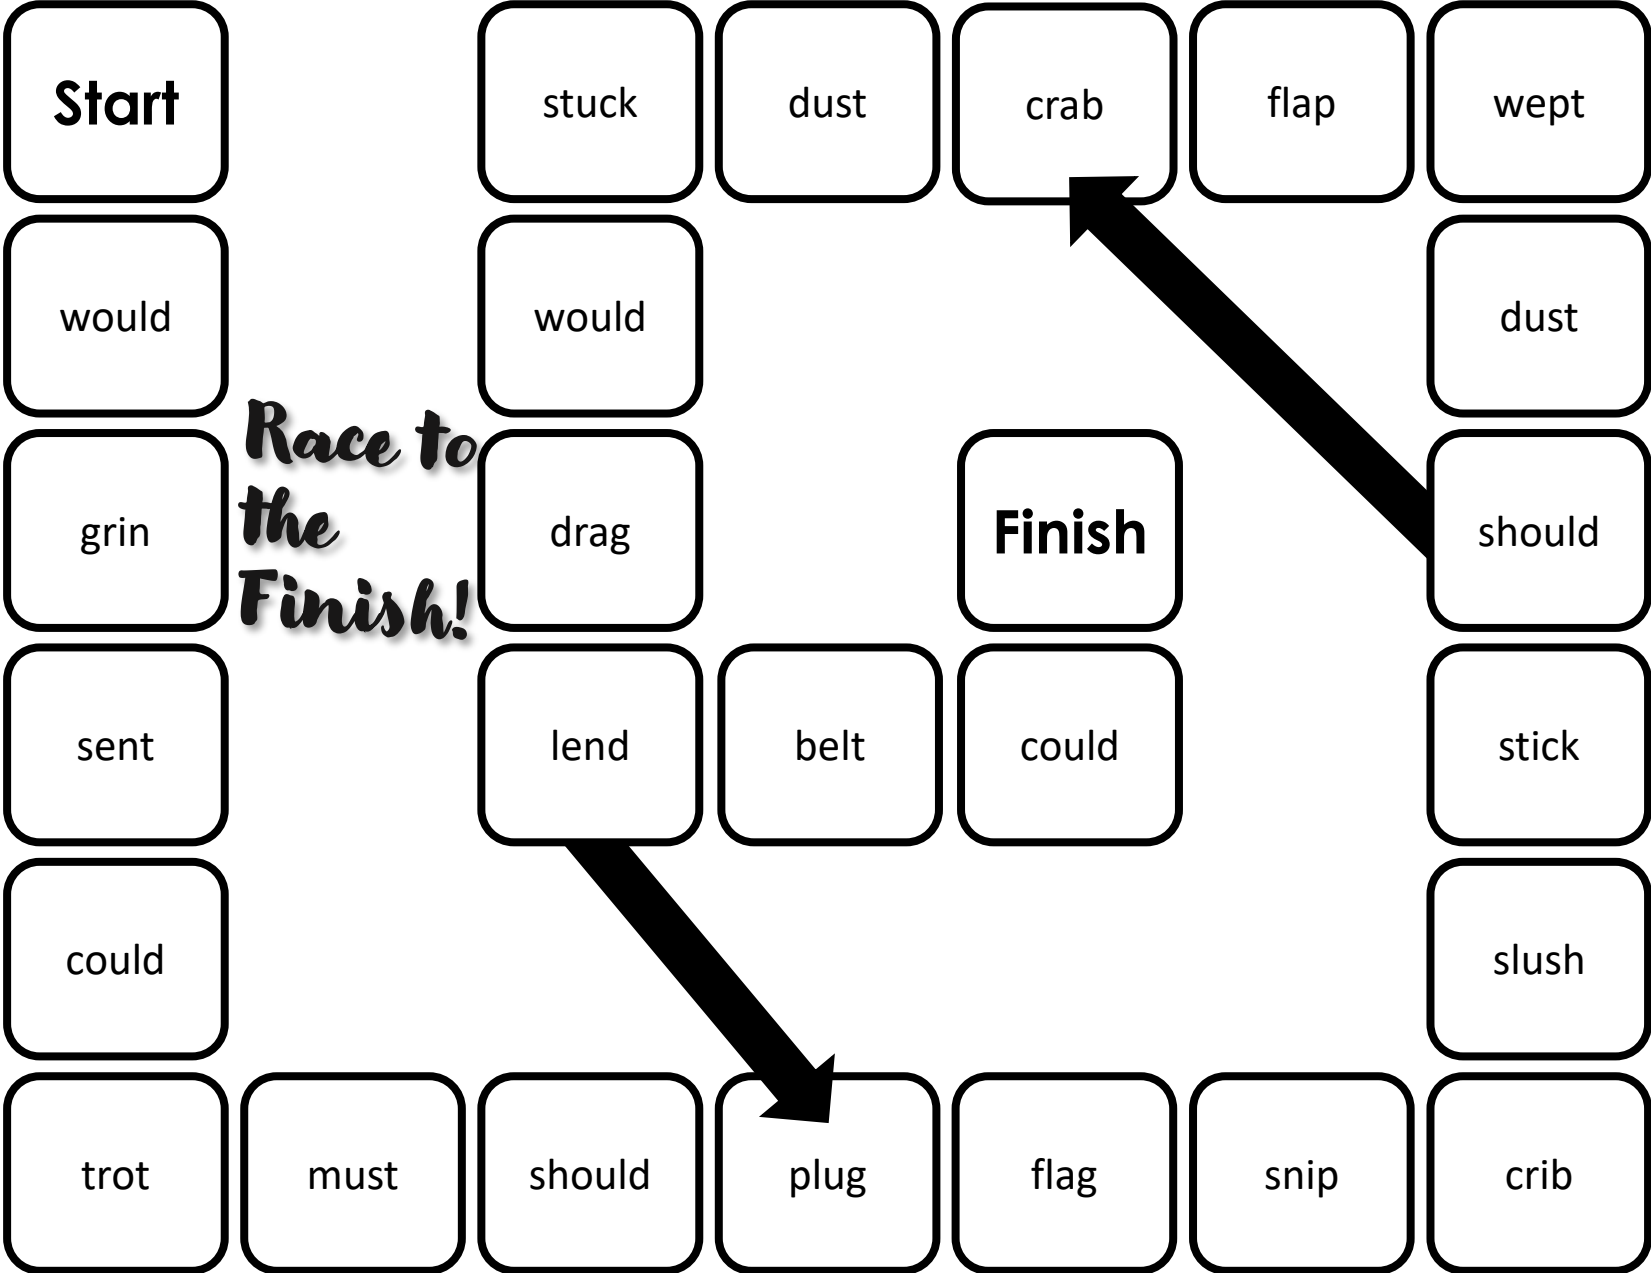 Start stuck dust crab flap wept
would would dust
Race to
the
Finish!
grin drag Finish should
sent lend belt could stick
could slush
trot must should plug flag snip crib